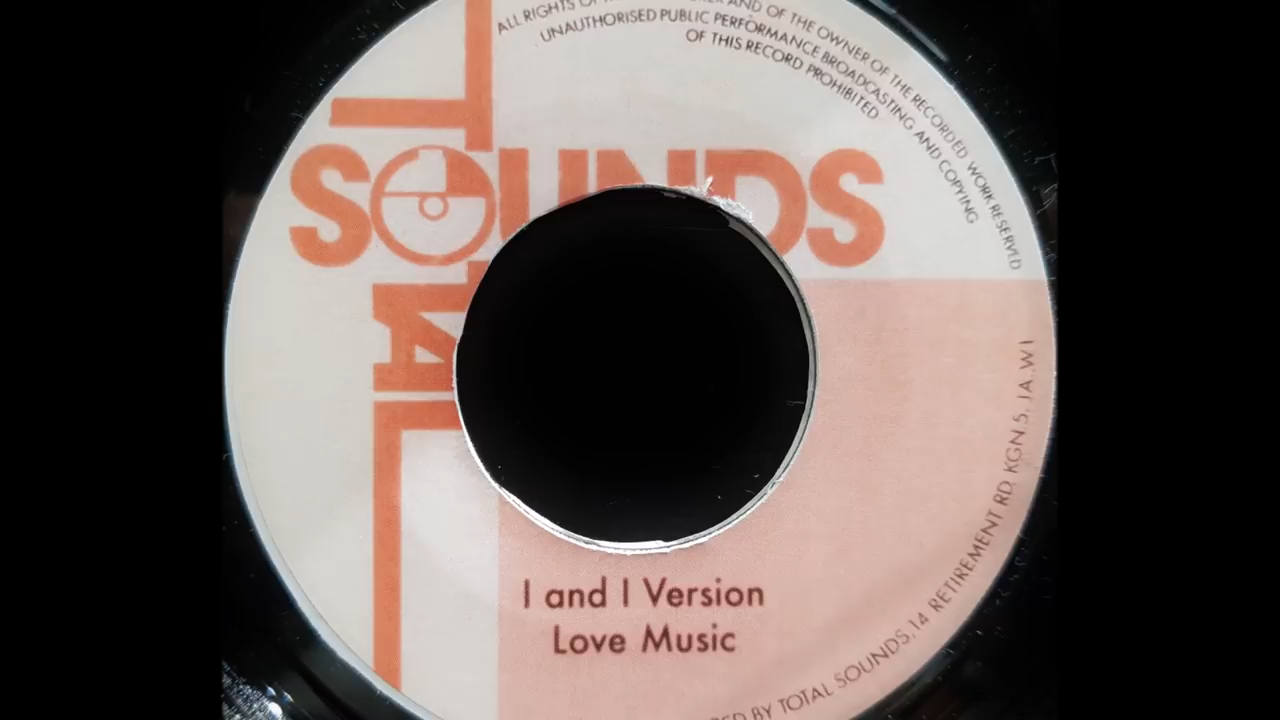 ALL RIGHTS OF AND OF THE OWNER OF THE RECORDED WORK RESERVED
UNAUTHORISED PUBLIC PERFORMANCE BROADCASTING AND COPYING
OF THIS RECORD PROHIBITED
TOTAL
SOUNDS
I and I Version
Love Music
BY TOTAL SOUNDS, 14 RETIREMENT RD. KGN.5. JA. W I